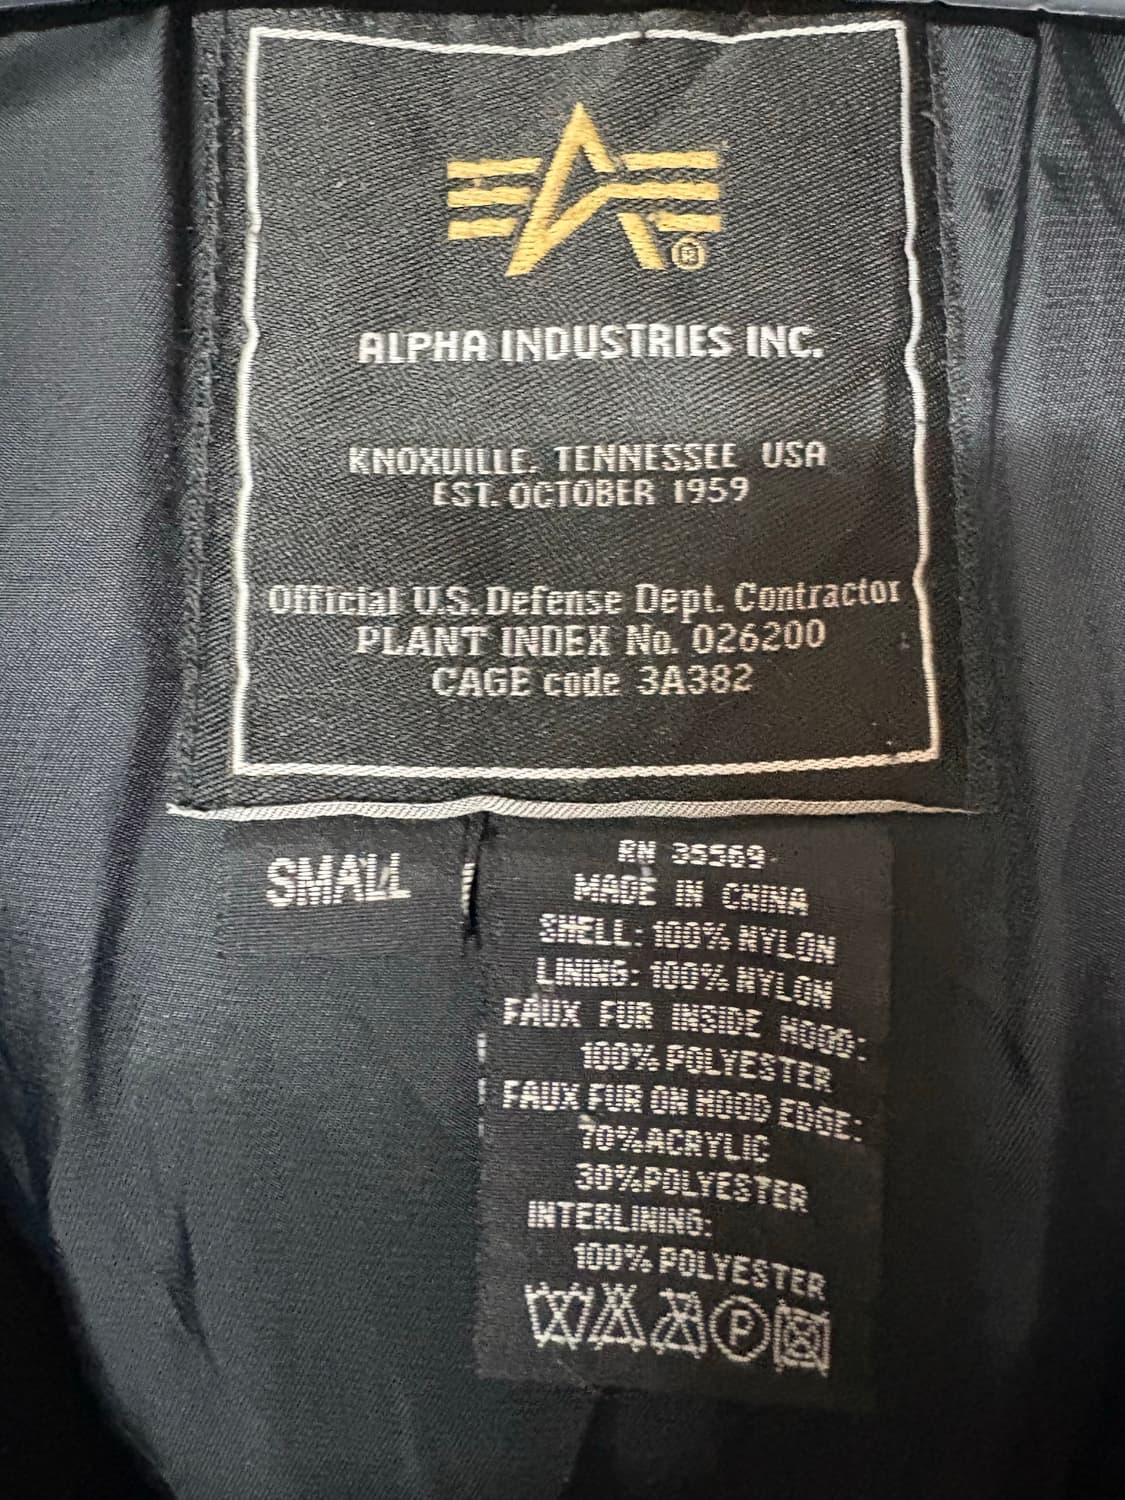 ®
ALPHA INDUSTRIES INC.
KNOXVILLE, TENNESSEE USA
EST. OCTOBER 1959
Official U.S. Defense Dept. Contractor
PLANT INDEX No. 026200
CAGE code 3A382
SMALL
RN 35569
MADE IN CHINA
SHELL: 100% NYLON
LINING: 100% NYLON
FAUX FUR INSIDE HOOD:
100% POLYESTER
FAUX FUR ON HOOD EDGE:
70%ACRYLIC
30%POLYESTER
INTERLINING:
100% POLYESTER
P